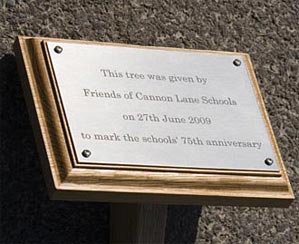 This tree was given by
Friends of Cannon Lane Schools
on 27th June 2009
to mark the schools' 75th anniversary